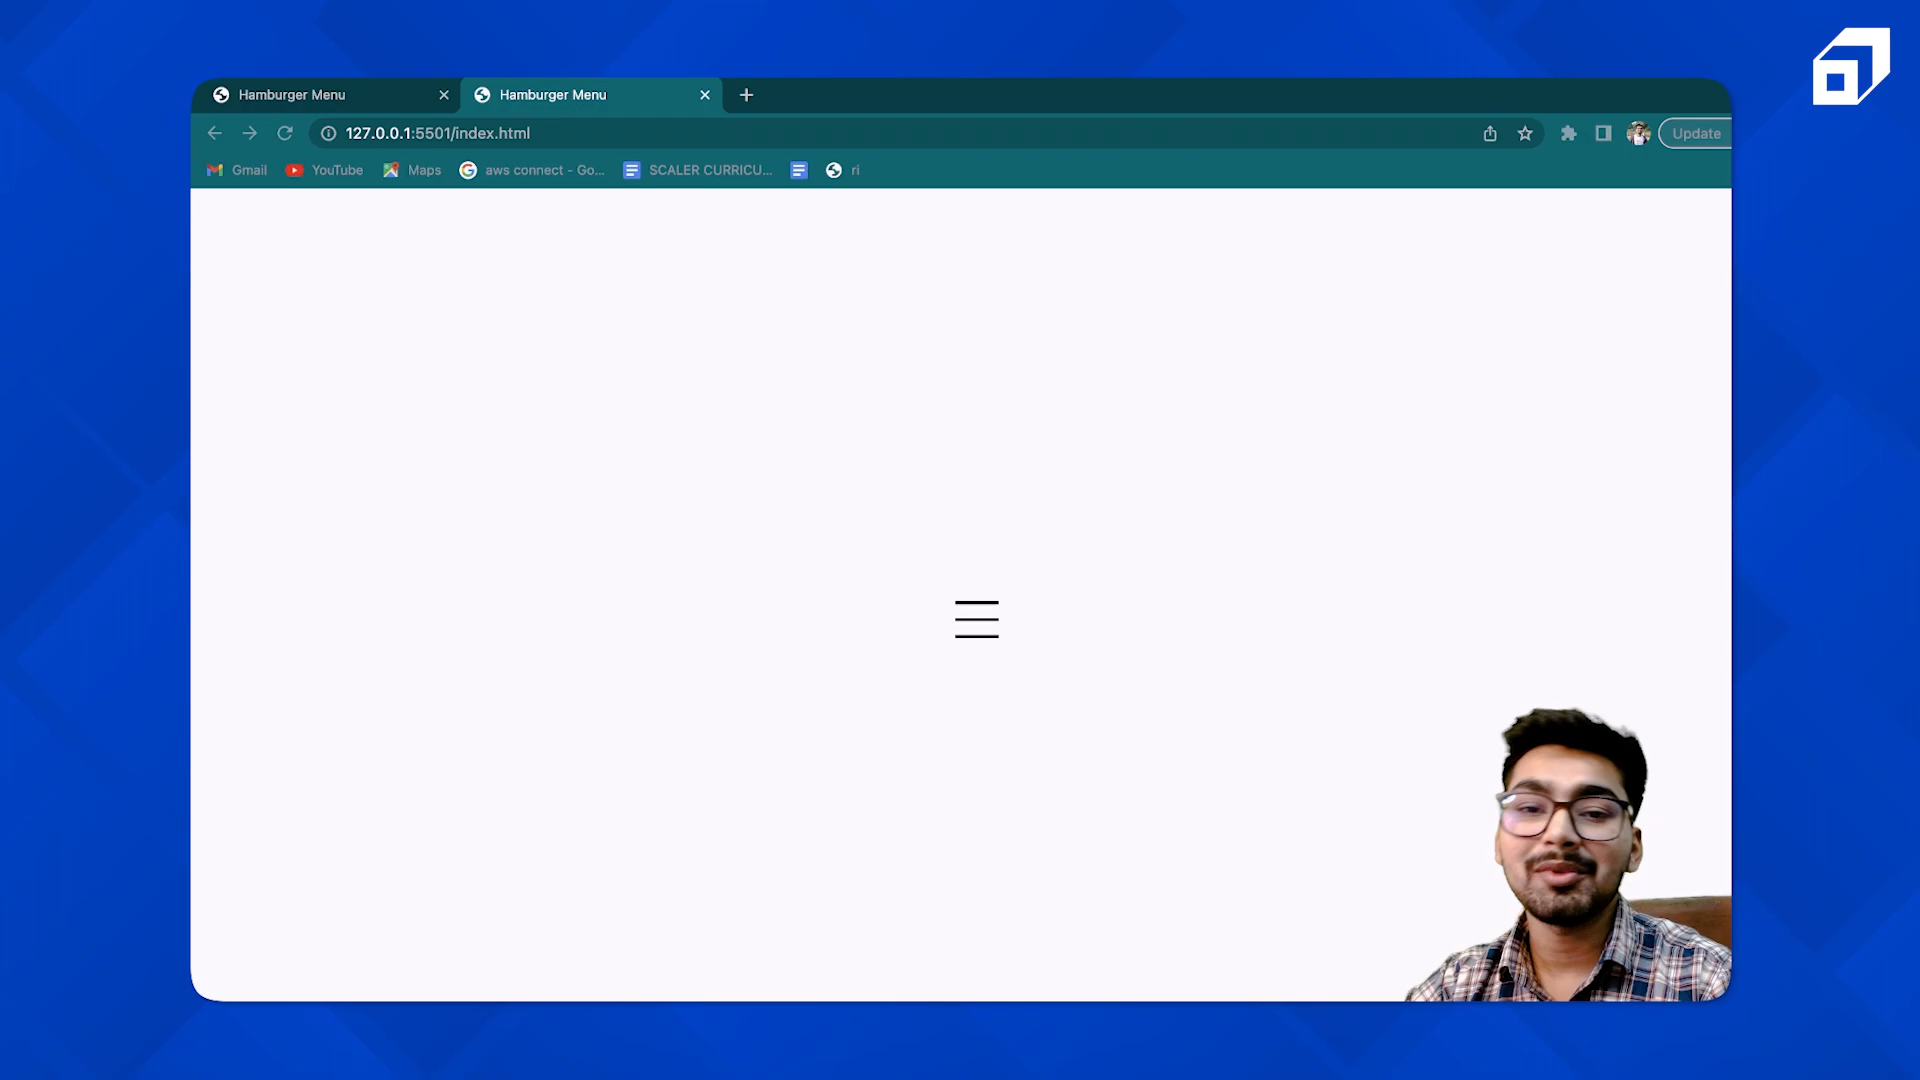 Hamburger Menu Hamburger Menu
127.0.0.1:5501/index.html Update
Gmail YouTube Maps aws connect - Go... SCALER CURRICU... ri